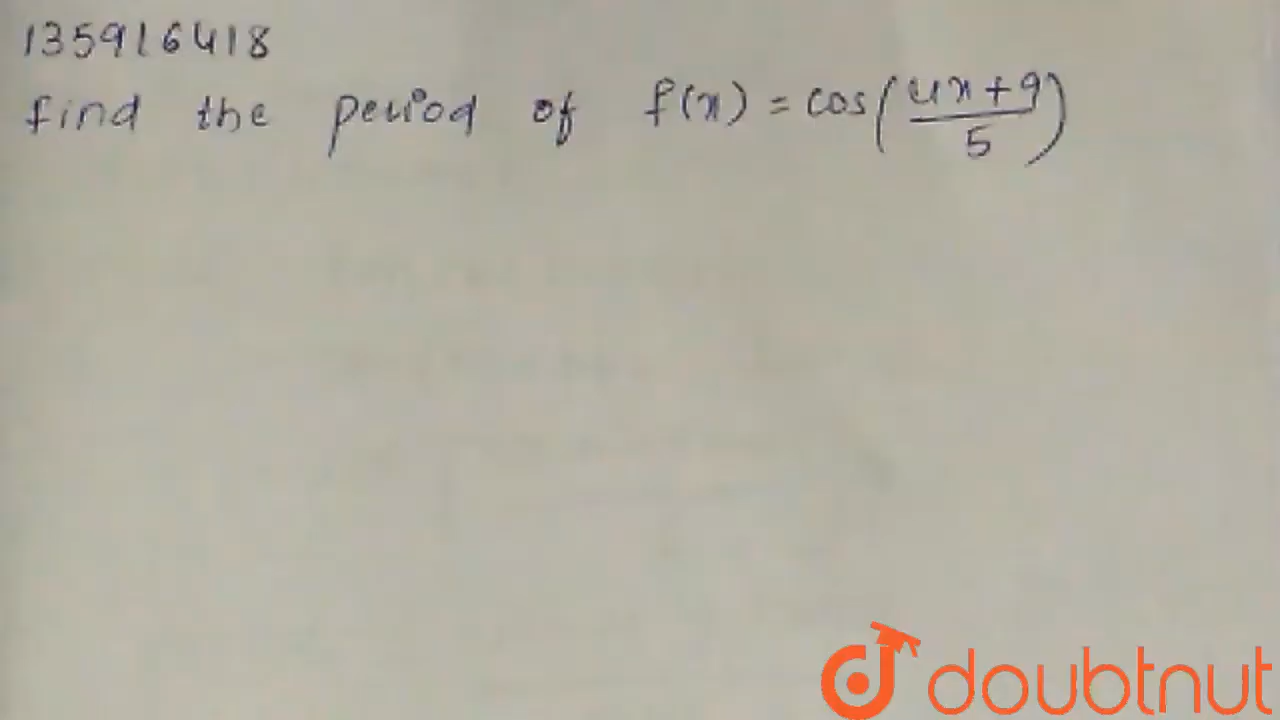 135916418
find the period of f(x) = cos(4x+9/5)
doubtnut